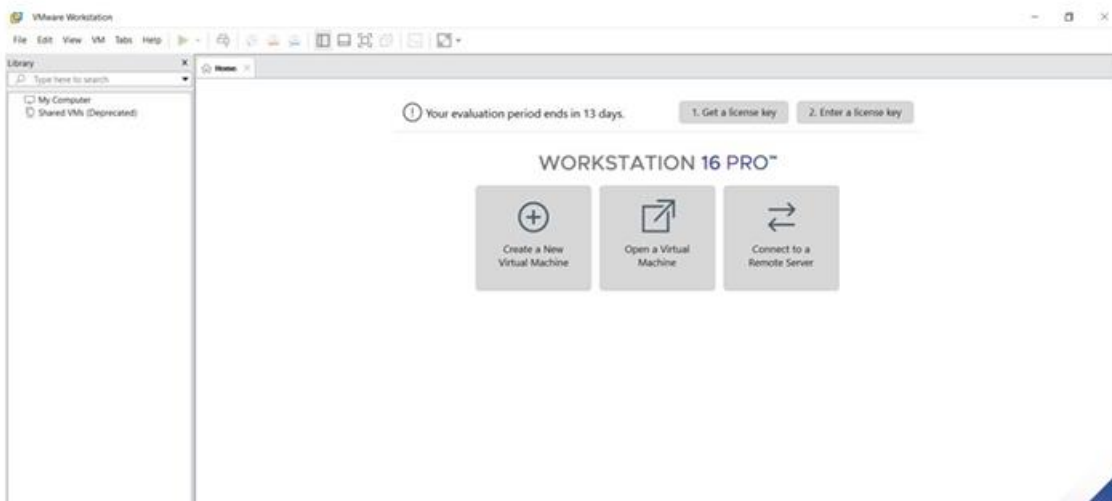 VMware Workstation
File Edit View VM Tabs Help
Library
Home
Type here to search
My Computer
Shared VMs (Deprecated)
Your evaluation period ends in 13 days.
1. Get a license key
2. Enter a license key
WORKSTATION 16 PRO™
Create a New
Virtual Machine
Open a Virtual
Machine
Connect to a
Remote Server